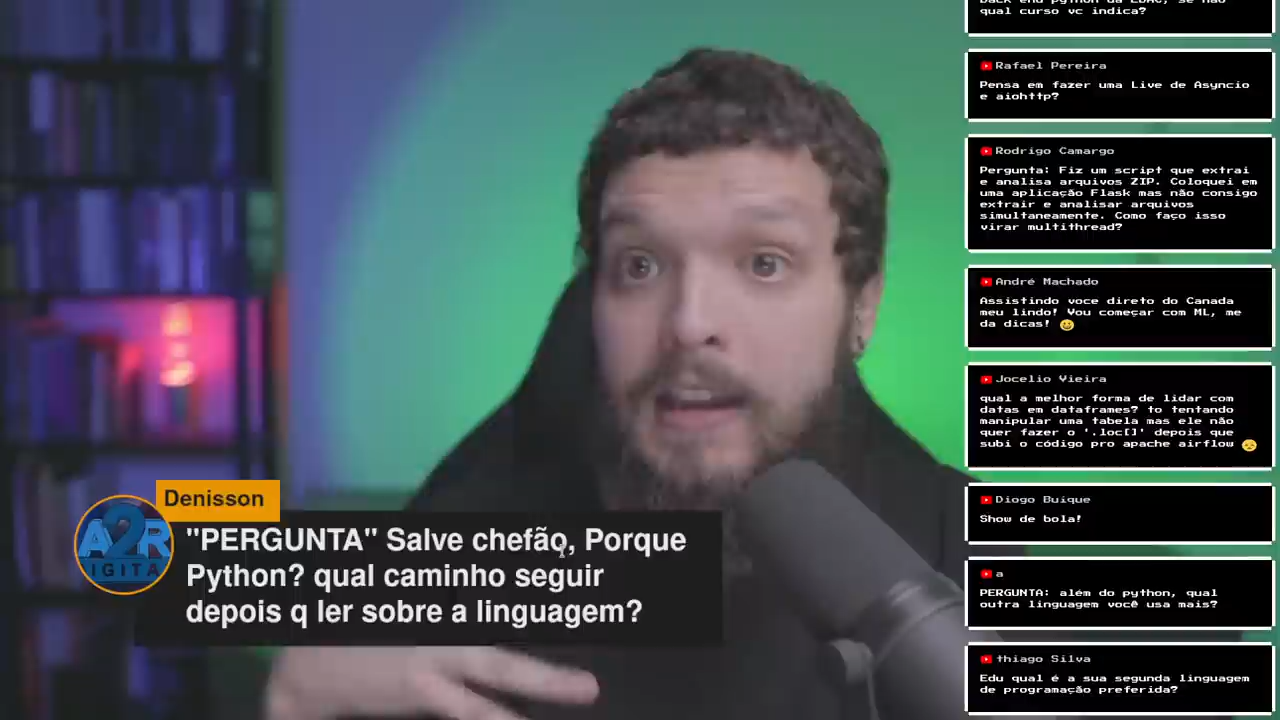 Denisson
"PERGUNTA" Salve chefão, Porque
Python? qual caminho seguir
depois q ler sobre a linguagem?
A2R
IGITA
back end python da EBAC, se não
qual curso vc indica?
Rafael Pereira
Pensa em fazer uma Live de Asyncio
e aiohttp?
Rodrigo Camargo
Pergunta: Fiz um script que extrai
e analisa arquivos ZIP. Coloquei em
uma aplicação Flask mas não consigo
extrair e analisar arquivos
simultaneamente. Como faço isso
virar multithread?
André Machado
Assistindo voce direto do Canada
meu lindo! Vou começar com ML, me
da dicas! 😀
Jocelio Vieira
qual a melhor forma de lidar com
datas em dataframes? to tentando
manipular uma tabela mas ele não
quer fazer o '.loc[]' depois que
subi o código pro apache airflow 😞
Diogo Buique
Show de bola!
a
PERGUNTA: além do python, qual
outra linguagem você usa mais?
thiago Silva
Edu qual é a sua segunda linguagem
de programação preferida?